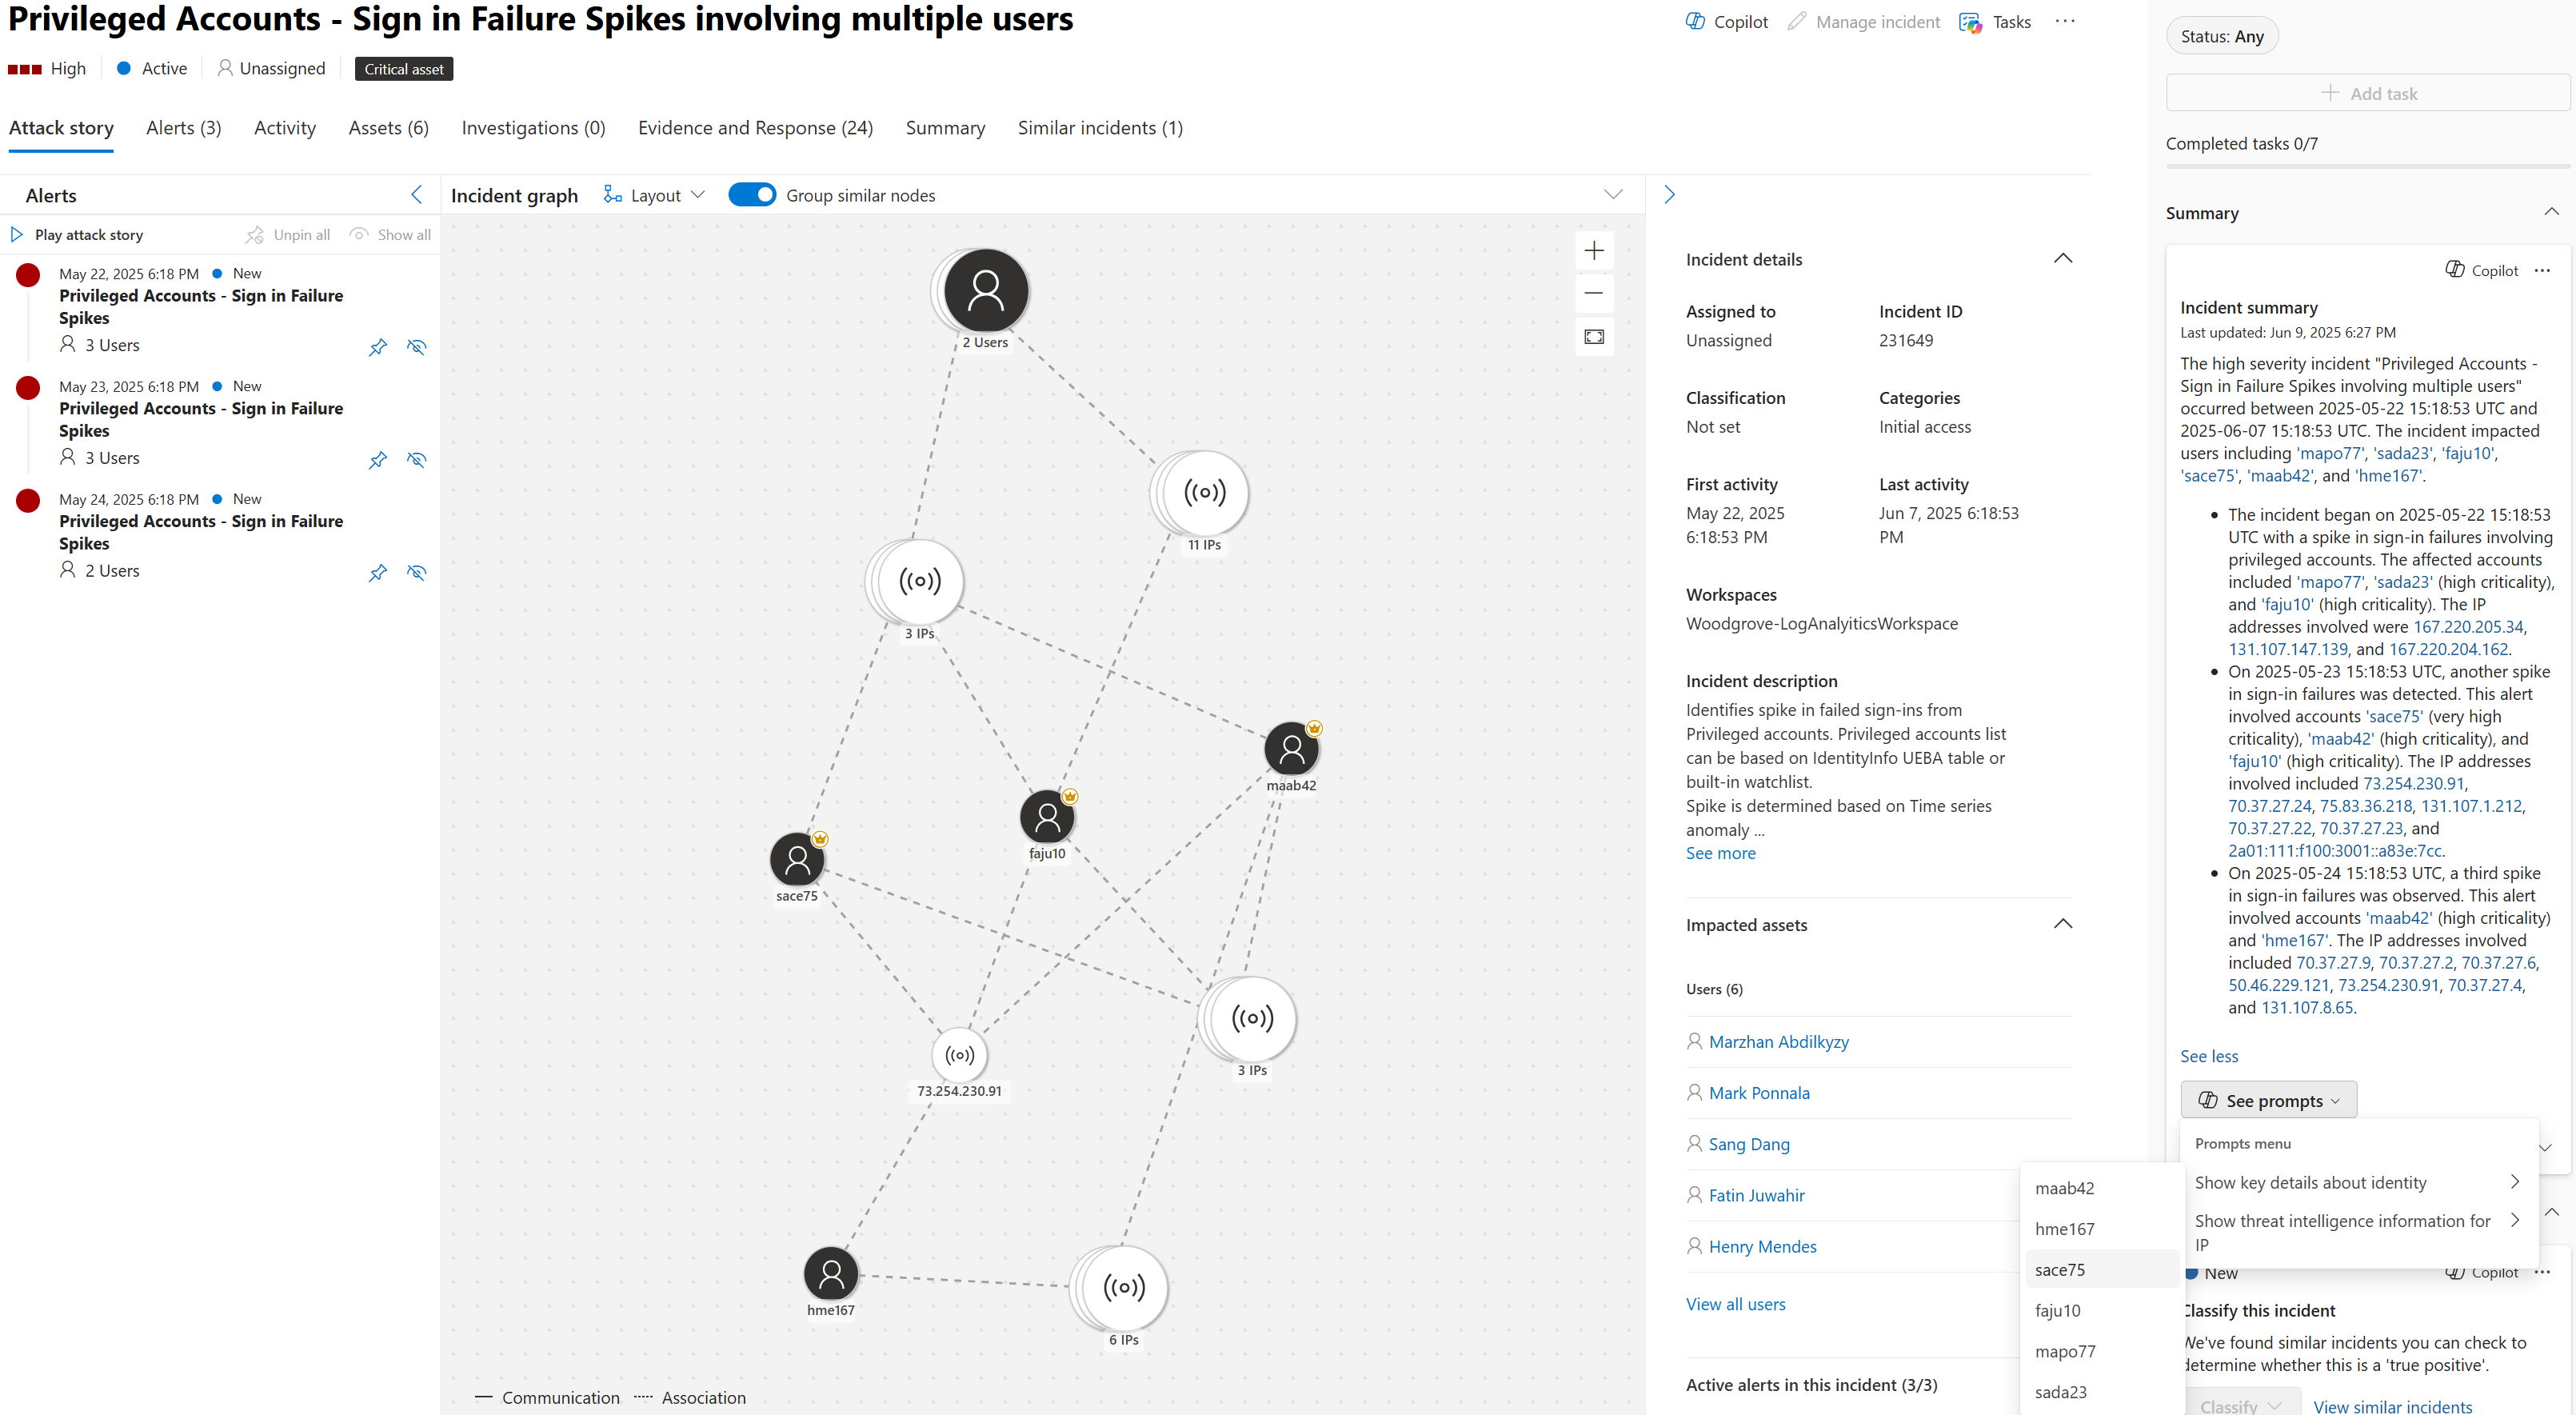 Privileged Accounts - Sign in Failure Spikes involving multiple users
High
Active
Unassigned
Critical asset
Copilot
Manage incident
Tasks
Attack story
Alerts (3)
Activity
Assets (6)
Investigations (0)
Evidence and Response (24)
Summary
Similar incidents (1)
Alerts
Play attack story
Unpin all
Show all
May 22, 2025 6:18 PM
New
Privileged Accounts - Sign in Failure
Spikes
3 Users
May 23, 2025 6:18 PM
New
Privileged Accounts - Sign in Failure
Spikes
3 Users
May 24, 2025 6:18 PM
New
Privileged Accounts - Sign in Failure
Spikes
2 Users
Incident graph
Layout
Group similar nodes
2 Users
11 IPs
3 IPs
maab42
faju10
sace75
3 IPs
73.254.230.91
hme167
6 IPs
Communication
Association
Incident details
Assigned to
Unassigned
Incident ID
231649
Classification
Not set
Categories
Initial access
First activity
May 22, 2025
6:18:53 PM
Last activity
Jun 7, 2025 6:18:53
PM
Workspaces
Woodgrove-LogAnalyiticsWorkspace
Incident description
Identifies spike in failed sign-ins from
Privileged accounts. Privileged accounts list
can be based on IdentityInfo UEBA table or
built-in watchlist.
Spike is determined based on Time series
anomaly ...
See more
Impacted assets
Users (6)
Marzhan Abdilkyzy
Mark Ponnala
Sang Dang
Fatin Juwahir
Henry Mendes
View all users
Active alerts in this incident (3/3)
Status: Any
Add task
Completed tasks 0/7
Summary
Copilot
Incident summary
Last updated: Jun 9, 2025 6:27 PM
The high severity incident "Privileged Accounts -
Sign in Failure Spikes involving multiple users"
occurred between 2025-05-22 15:18:53 UTC and
2025-06-07 15:18:53 UTC. The incident impacted
users including 'mapo77', 'sada23', 'faju10',
'sace75', 'maab42', and 'hme167'.
The incident began on 2025-05-22 15:18:53
UTC with a spike in sign-in failures involving
privileged accounts. The affected accounts
included 'mapo77', 'sada23' (high criticality),
and 'faju10' (high criticality). The IP
addresses involved were 167.220.205.34,
131.107.147.139, and 167.220.204.162.
On 2025-05-23 15:18:53 UTC, another spike
in sign-in failures was detected. This alert
involved accounts 'sace75' (very high
criticality), 'maab42' (high criticality), and
'faju10' (high criticality). The IP addresses
involved included 73.254.230.91,
70.37.27.24, 75.83.36.218, 131.107.1.212,
70.37.27.22, 70.37.27.23, and
2a01:111:f100:3001::a83e:7cc.
On 2025-05-24 15:18:53 UTC, a third spike
in sign-in failures was observed. This alert
involved accounts 'maab42' (high criticality)
and 'hme167'. The IP addresses involved
included 70.37.27.9, 70.37.27.2, 70.37.27.6,
50.46.229.121, 73.254.230.91, 70.37.27.4,
and 131.107.8.65.
See less
See prompts
Prompts menu
Show key details about identity
Show threat intelligence information for
IP
maab42
hme167
sace75
faju10
mapo77
sada23
New
Copilot
Classify this incident
We've found similar incidents you can check to
determine whether this is a 'true positive'.
Classify
View similar incidents